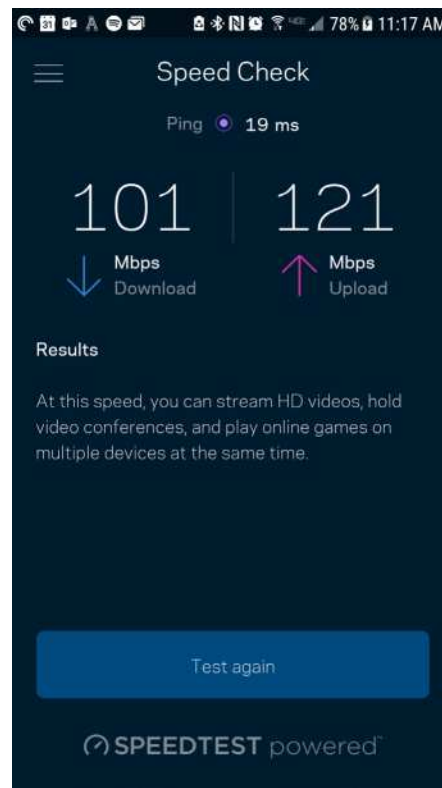 31 78% 11:17 AM
Speed Check
Ping 19 ms
101 121
Mbps Mbps
Download Upload
Results
At this speed, you can stream HD videos, hold
video conferences, and play online games on
multiple devices at the same time.
Test again
SPEEDTEST powered™